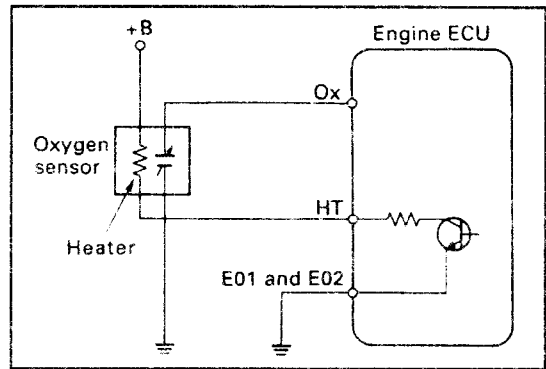 +B
Engine ECU
Ox
Oxygen
sensor
HT
Heater
E01 and E02